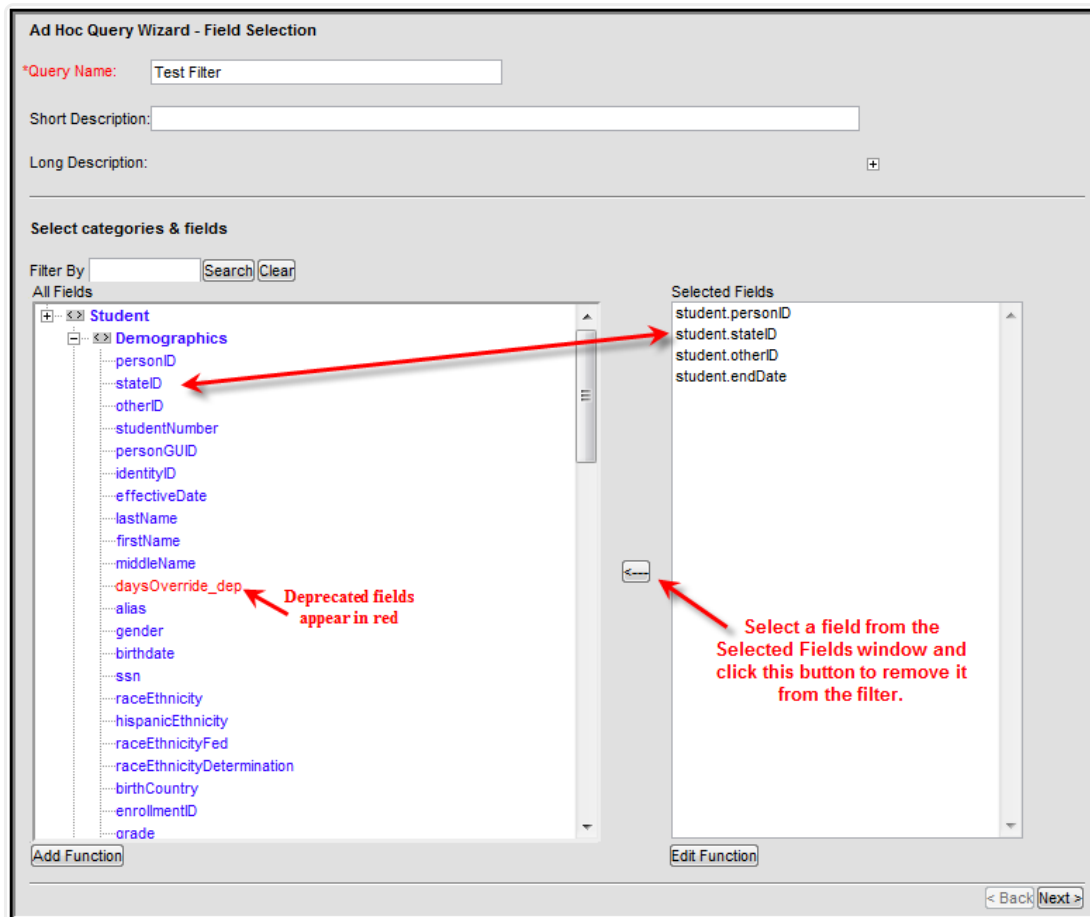 Ad Hoc Query Wizard - Field Selection
*Query Name: Test Filter
Short Description:
Long Description:
Select categories & fields
Filter By Search Clear
All Fields
Student
Demographics
personID
stateID
otherID
studentNumber
personGUID
identityID
effectiveDate
lastName
firstName
middleName
daysOverride_dep
alias
gender
birthdate
ssn
raceEthnicity
hispanicEthnicity
raceEthnicityFed
raceEthnicityDetermination
birthCountry
enrollmentID
grade
Deprecated fields
appear in red
Add Function
Selected Fields
student.personID
student.stateID
student.otherID
student.endDate
<---
Select a field from the
Selected Fields window and
click this button to remove it
from the filter.
Edit Function
< Back Next >